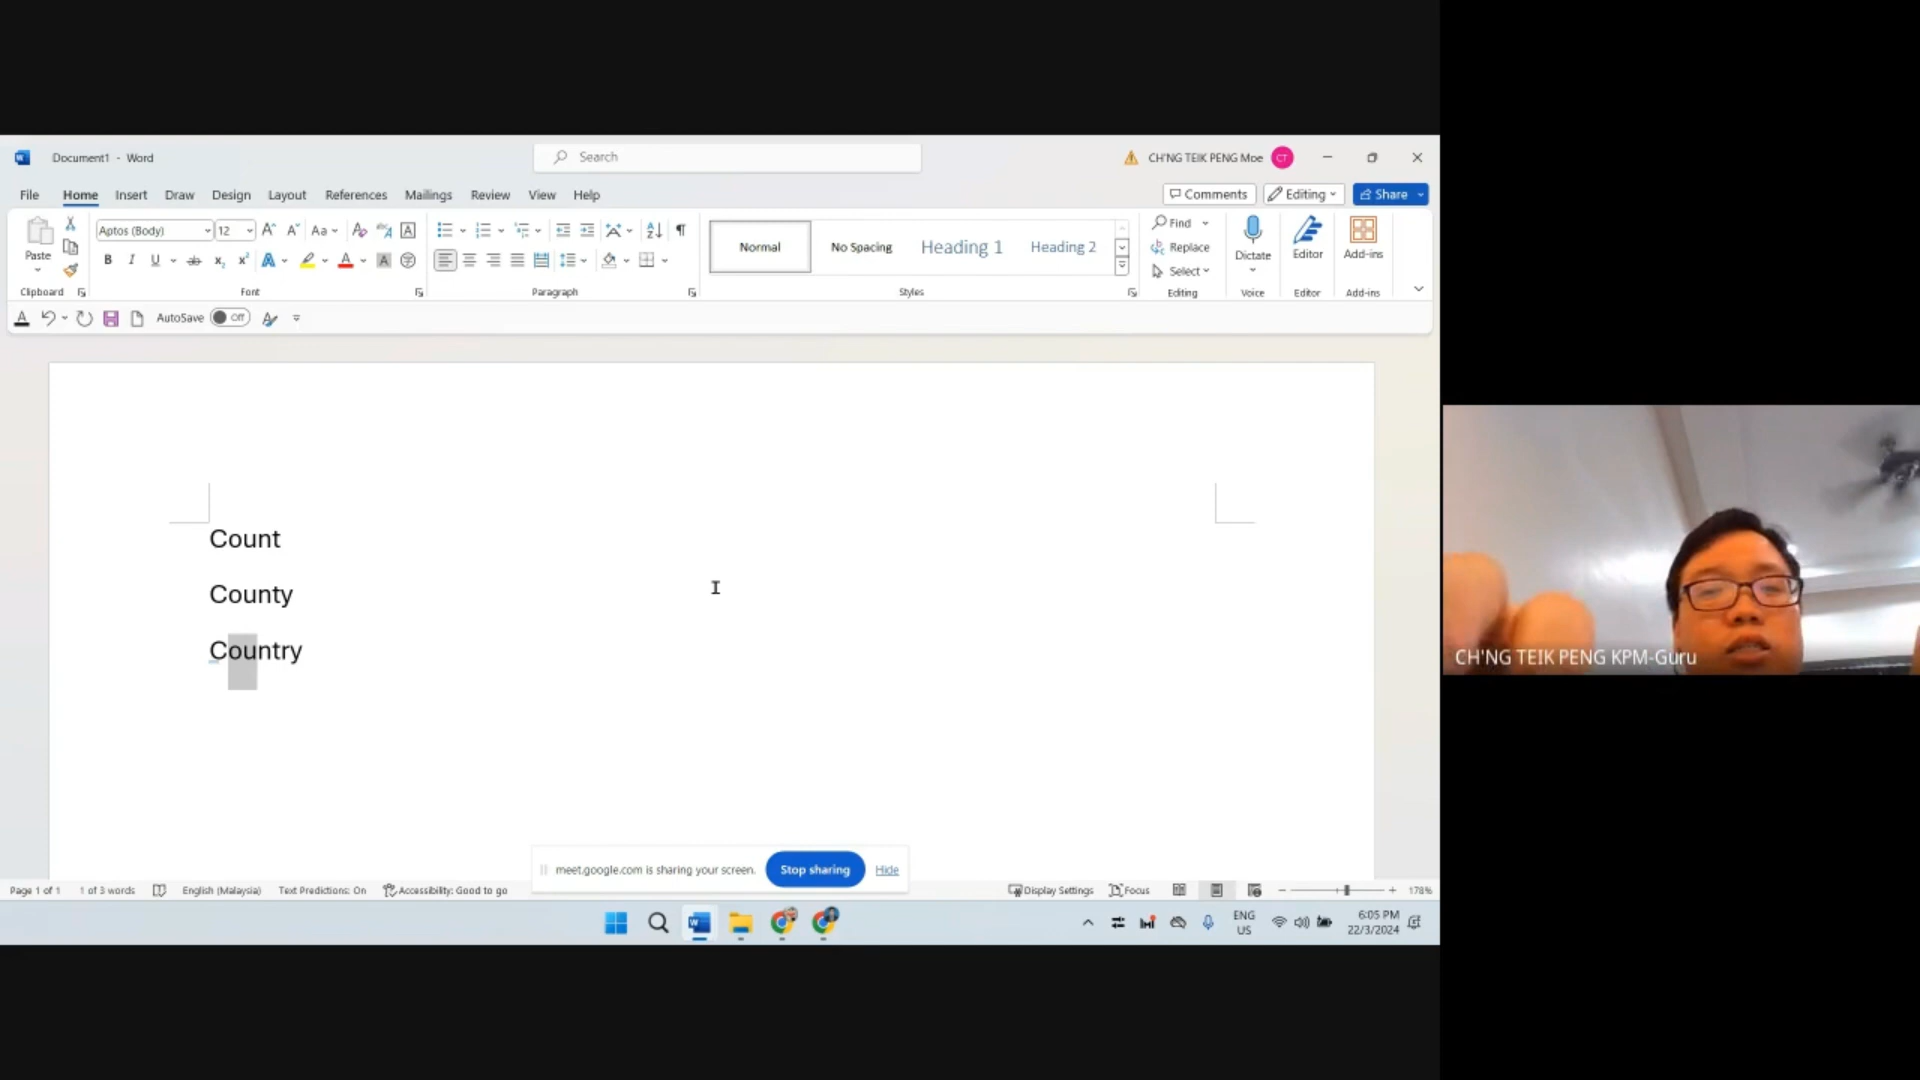 Document1 - Word
Search
CH'NG TEIK PENG Moe
CT
File Home Insert Draw Design Layout References Mailings Review View Help
Comments Editing Share
Paste
Aptos (Body) 12
Aa
B I U ab x₂ x² A A A
Normal No Spacing Heading 1 Heading 2
Find
Replace
Select
Dictate
Editor
Add-ins
Clipboard Font Paragraph Styles Editing Voice Editor Add-ins
AutoSave Off
Count
County
Country
CH'NG TEIK PENG KPM-Guru
meet.google.com is sharing your screen. Stop sharing Hide
Page 1 of 1 1 of 3 words English (Malaysia) Text Predictions: On Accessibility: Good to go Display Settings Focus 178%
ENG
US
6:05 PM
22/3/2024